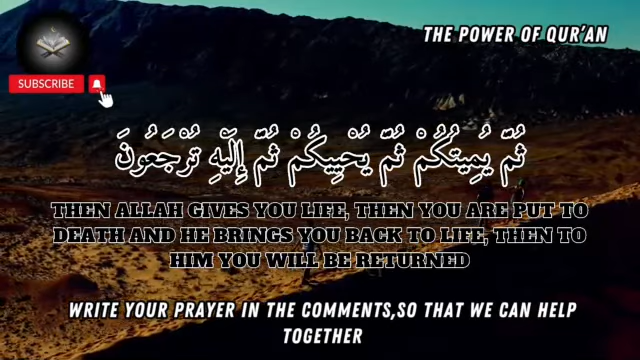 THE POWER OF QUR'AN
SUBSCRIBE
ثُمَّ يُمِيتُكُمْ ثُمَّ يُحْيِيكُمْ ثُمَّ إِلَيْهِ تُرْجَعُونَ
THEN ALLAH GIVES YOU LIFE, THEN YOU ARE PUT TO
DEATH AND HE BRINGS YOU BACK TO LIFE, THEN TO
HIM YOU WILL BE RETURNED
WRITE YOUR PRAYER IN THE COMMENTS,SO THAT WE CAN HELP
TOGETHER